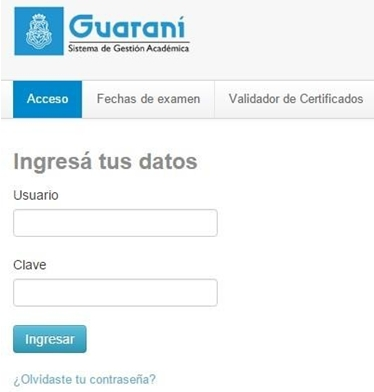 Guaraní
Sistema de Gestión Académica
Acceso Fechas de examen Validador de Certificados
Ingresá tus datos
Usuario
Clave
Ingresar
¿Olvidaste tu contraseña?